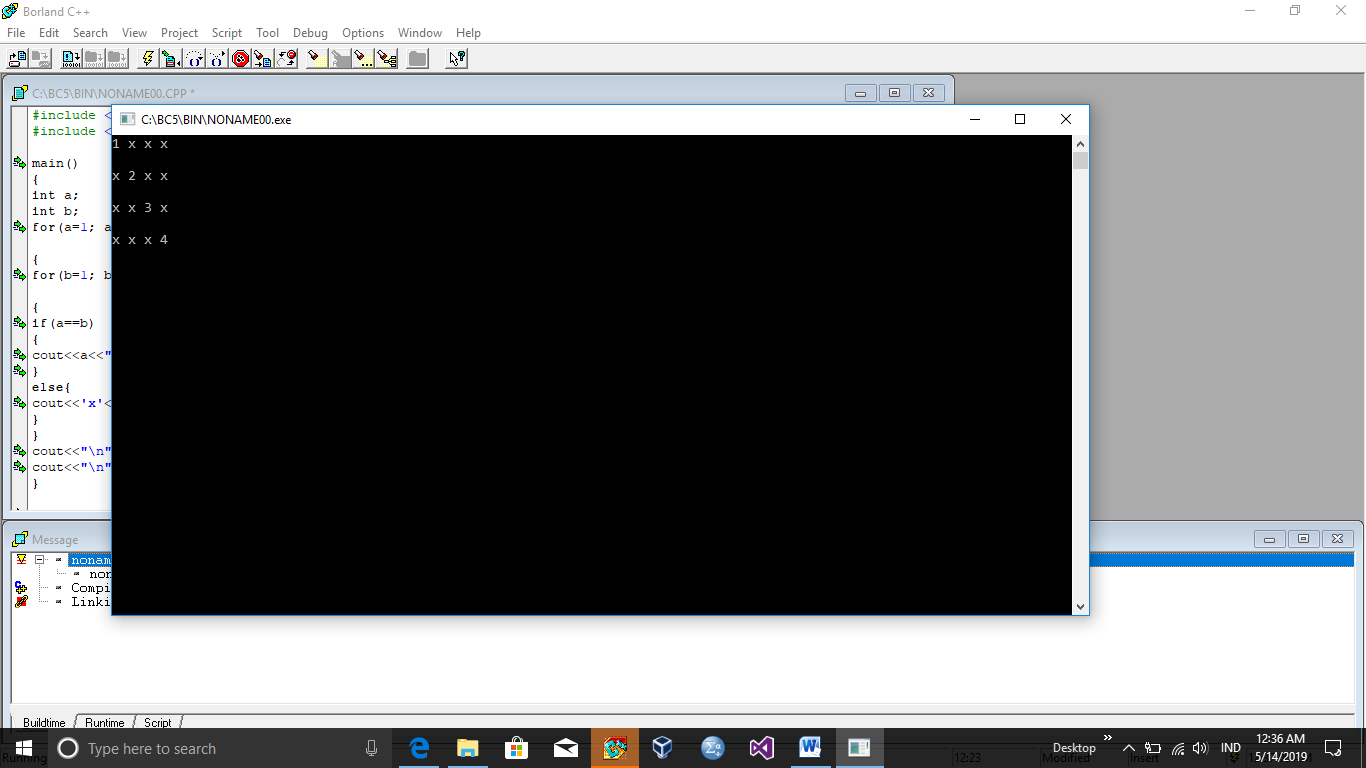 Borland C++
File Edit Search View Project Script Tool Debug Options Window Help
C:\BC5\BIN\NONAME00.CPP *
#include <
#include <
main()
{
int a;
int b;
for(a=1; a
{
for(b=1; b
{
if(a==b)
{
cout<<a<<"
}
else{
cout<<'x'<
}
}
cout<<"\n"
cout<<"\n"
}
C:\BC5\BIN\NONAME00.exe
1 x x x
x 2 x x
x x 3 x
x x x 4
Message
nonam
non
Compi
Linki
Buildtime Runtime Script
Running
12:23 Modified Insert
Type here to search
Desktop
IND
12:36 AM
5/14/2019